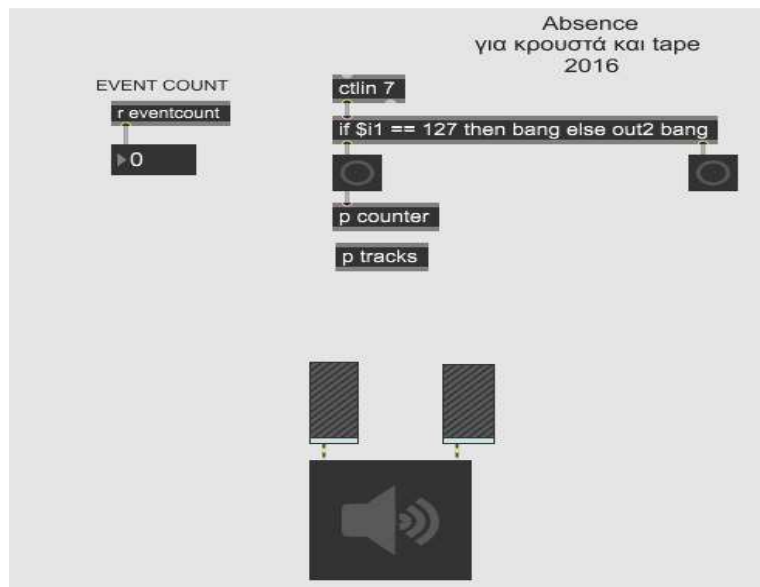 Absence
για κρουστά και tape
2016
EVENT COUNT
r eventcount
0
ctlin 7
if $i1 == 127 then bang else out2 bang
p counter
p tracks